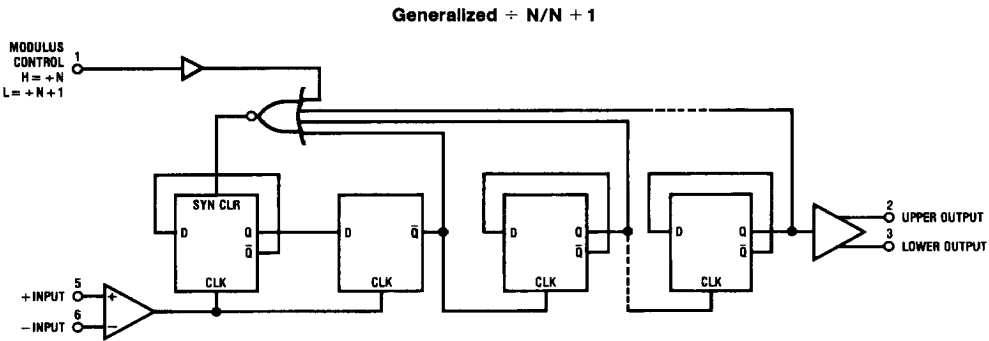 Generalized ÷ N/N + 1
MODULUS
CONTROL
H = ÷N
L = ÷N + 1
1
SYN CLR
D
Q
Q̅
CLK
D
Q̅
CLK
D
Q
Q̅
CLK
D
Q
Q̅
CLK
2
UPPER OUTPUT
3
LOWER OUTPUT
5
+INPUT
+
6
−INPUT
−